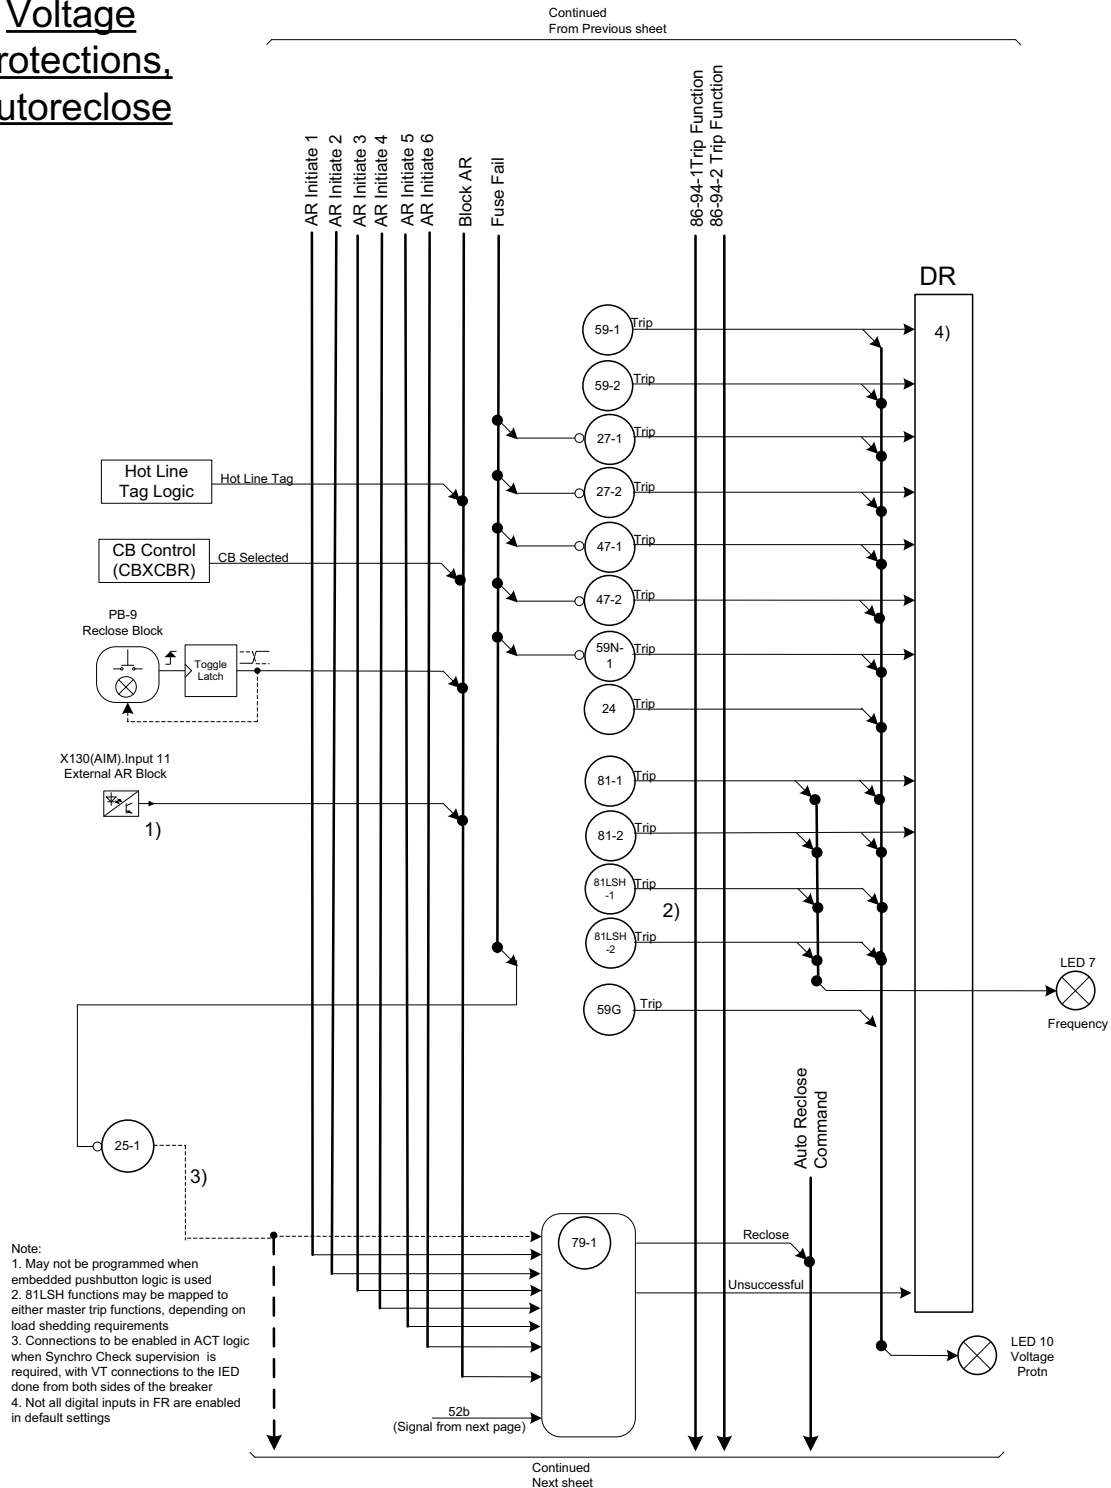 Voltage
rotections,
utoreclose
Continued
From Previous sheet
AR Initiate 1
AR Initiate 2
AR Initiate 3
AR Initiate 4
AR Initiate 5
AR Initiate 6
Block AR
Fuse Fail
86-94-1Trip Function
86-94-2 Trip Function
DR
4)
59-1
Trip
59-2
Trip
27-1
Trip
27-2
Trip
47-1
Trip
47-2
Trip
59N-
1
Trip
24
Trip
81-1
Trip
81-2
Trip
81LSH
-1
Trip
2)
81LSH
-2
Trip
59G
Trip
Hot Line
Tag Logic
Hot Line Tag
CB Control
(CBXCBR)
CB Selected
PB-9
Reclose Block
Toggle
Latch
X130(AIM).Input 11
External AR Block
1)
LED 7
Frequency
Auto Reclose
Command
25-1
3)
79-1
Reclose
Unsuccessful
52b
(Signal from next page)
LED 10
Voltage
Protn
Note:
1. May not be programmed when
embedded pushbutton logic is used
2. 81LSH functions may be mapped to
either master trip functions, depending on
load shedding requirements
3. Connections to be enabled in ACT logic
when Synchro Check supervision  is
required, with VT connections to the IED
done from both sides of the breaker
4. Not all digital inputs in FR are enabled
in default settings
Continued
Next sheet